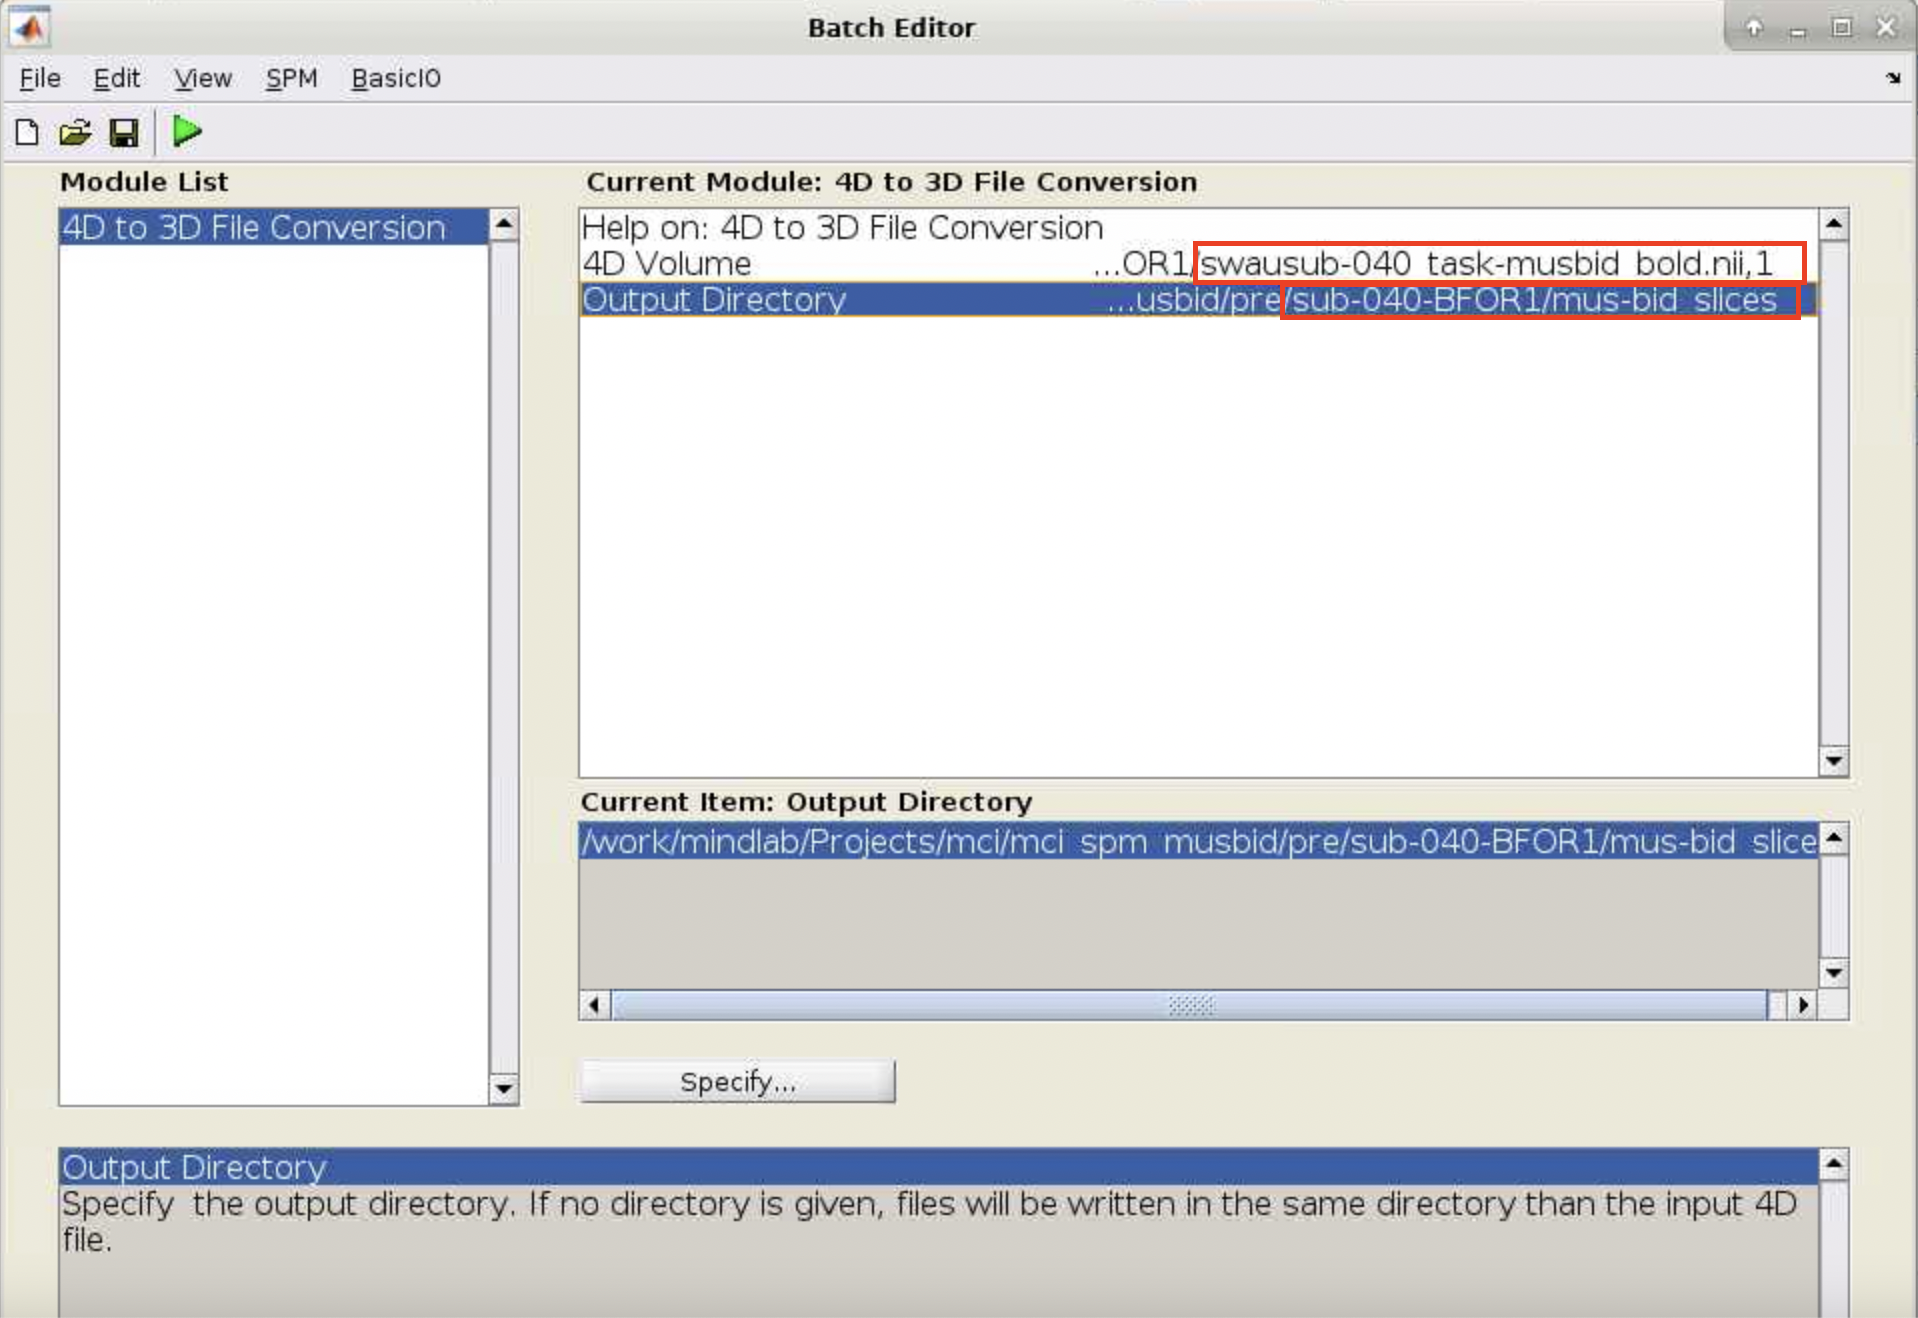 Batch Editor
File Edit View SPM BasicIO
Module List
4D to 3D File Conversion
Current Module: 4D to 3D File Conversion
Help on: 4D to 3D File Conversion
4D Volume ...OR1/swausub-040_task-musbid_bold.nii,1
Output Directory ...usbid/pre/sub-040-BFOR1/mus-bid_slices
Current Item: Output Directory
/work/mindlab/Projects/mci/mci_spm_musbid/pre/sub-040-BFOR1/mus-bid_slice
Specify...
Output Directory
Specify the output directory. If no directory is given, files will be written in the same directory than the input 4D
file.